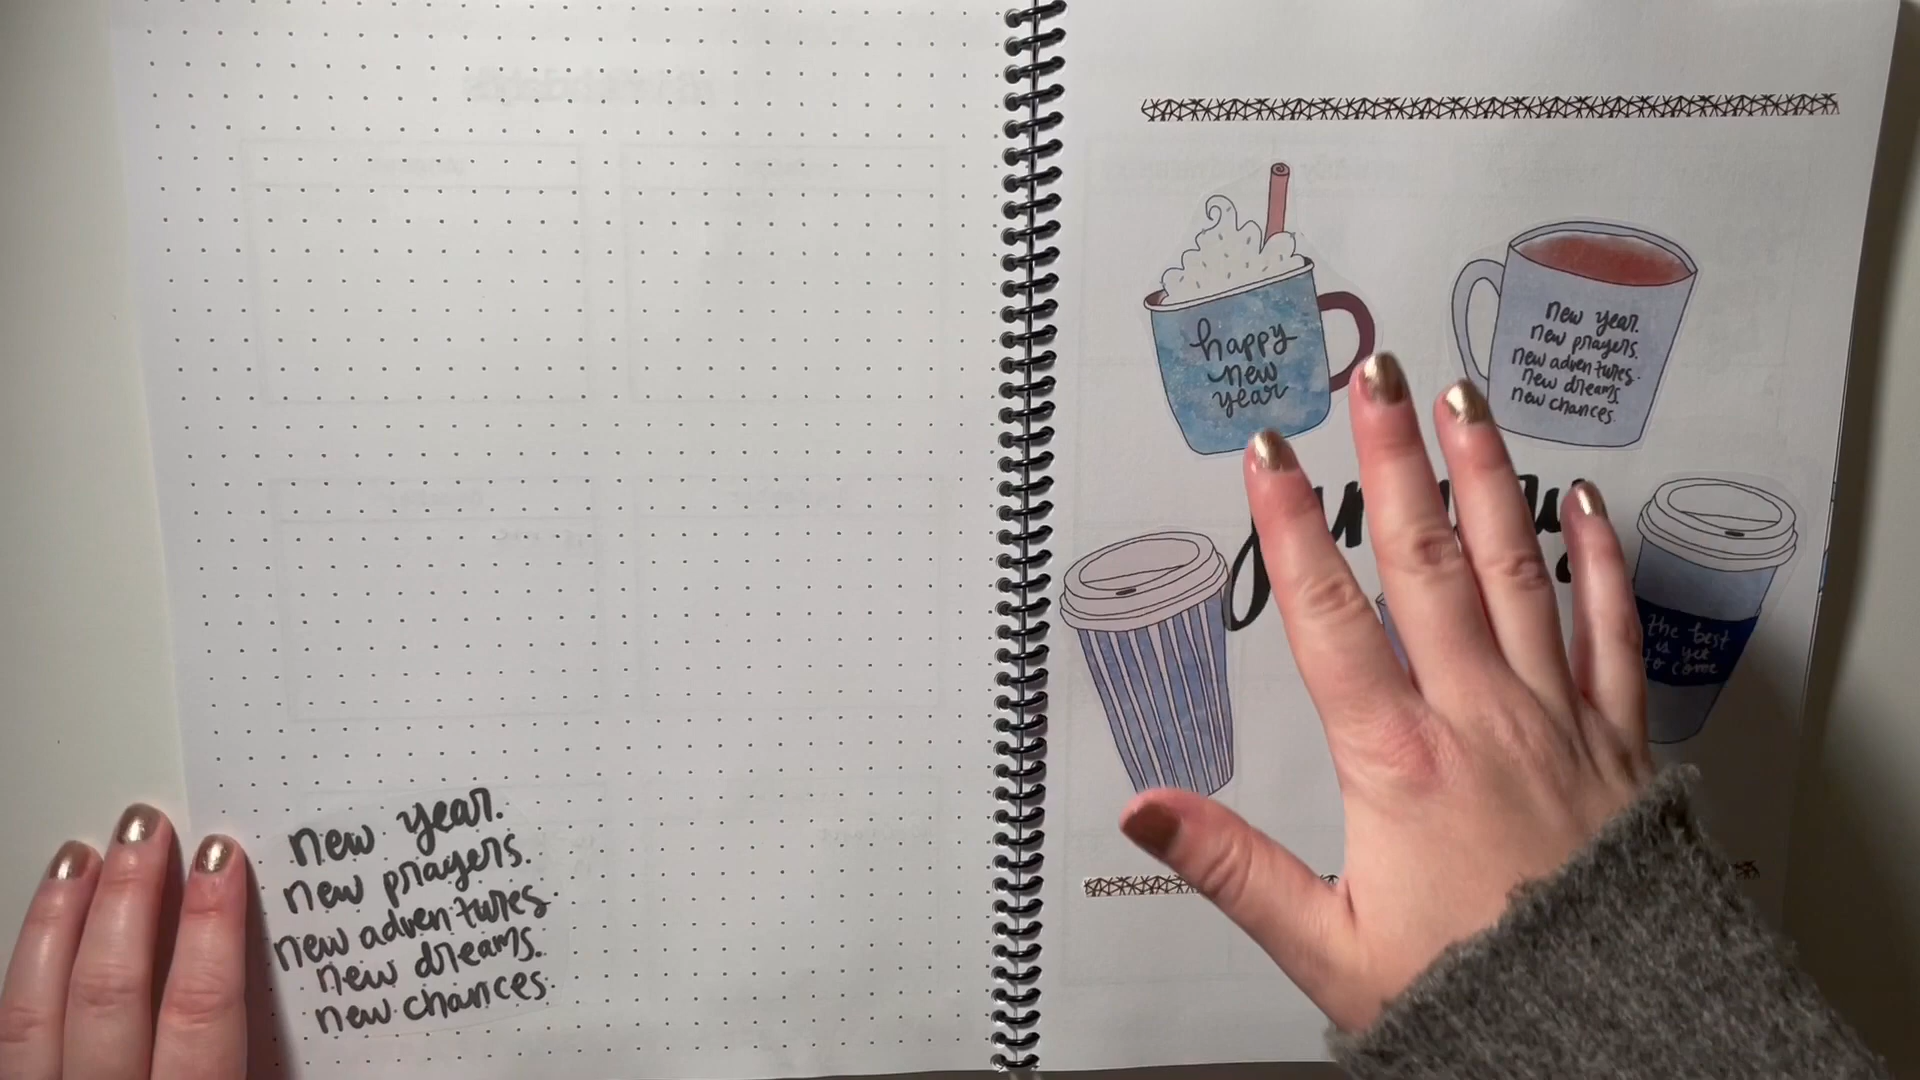 new year.
new prayers.
new adventures.
new dreams.
new chances.
happy
new
year
new year.
new prayers.
new adventures.
new dreams.
new chances.
the best
is yet
to come